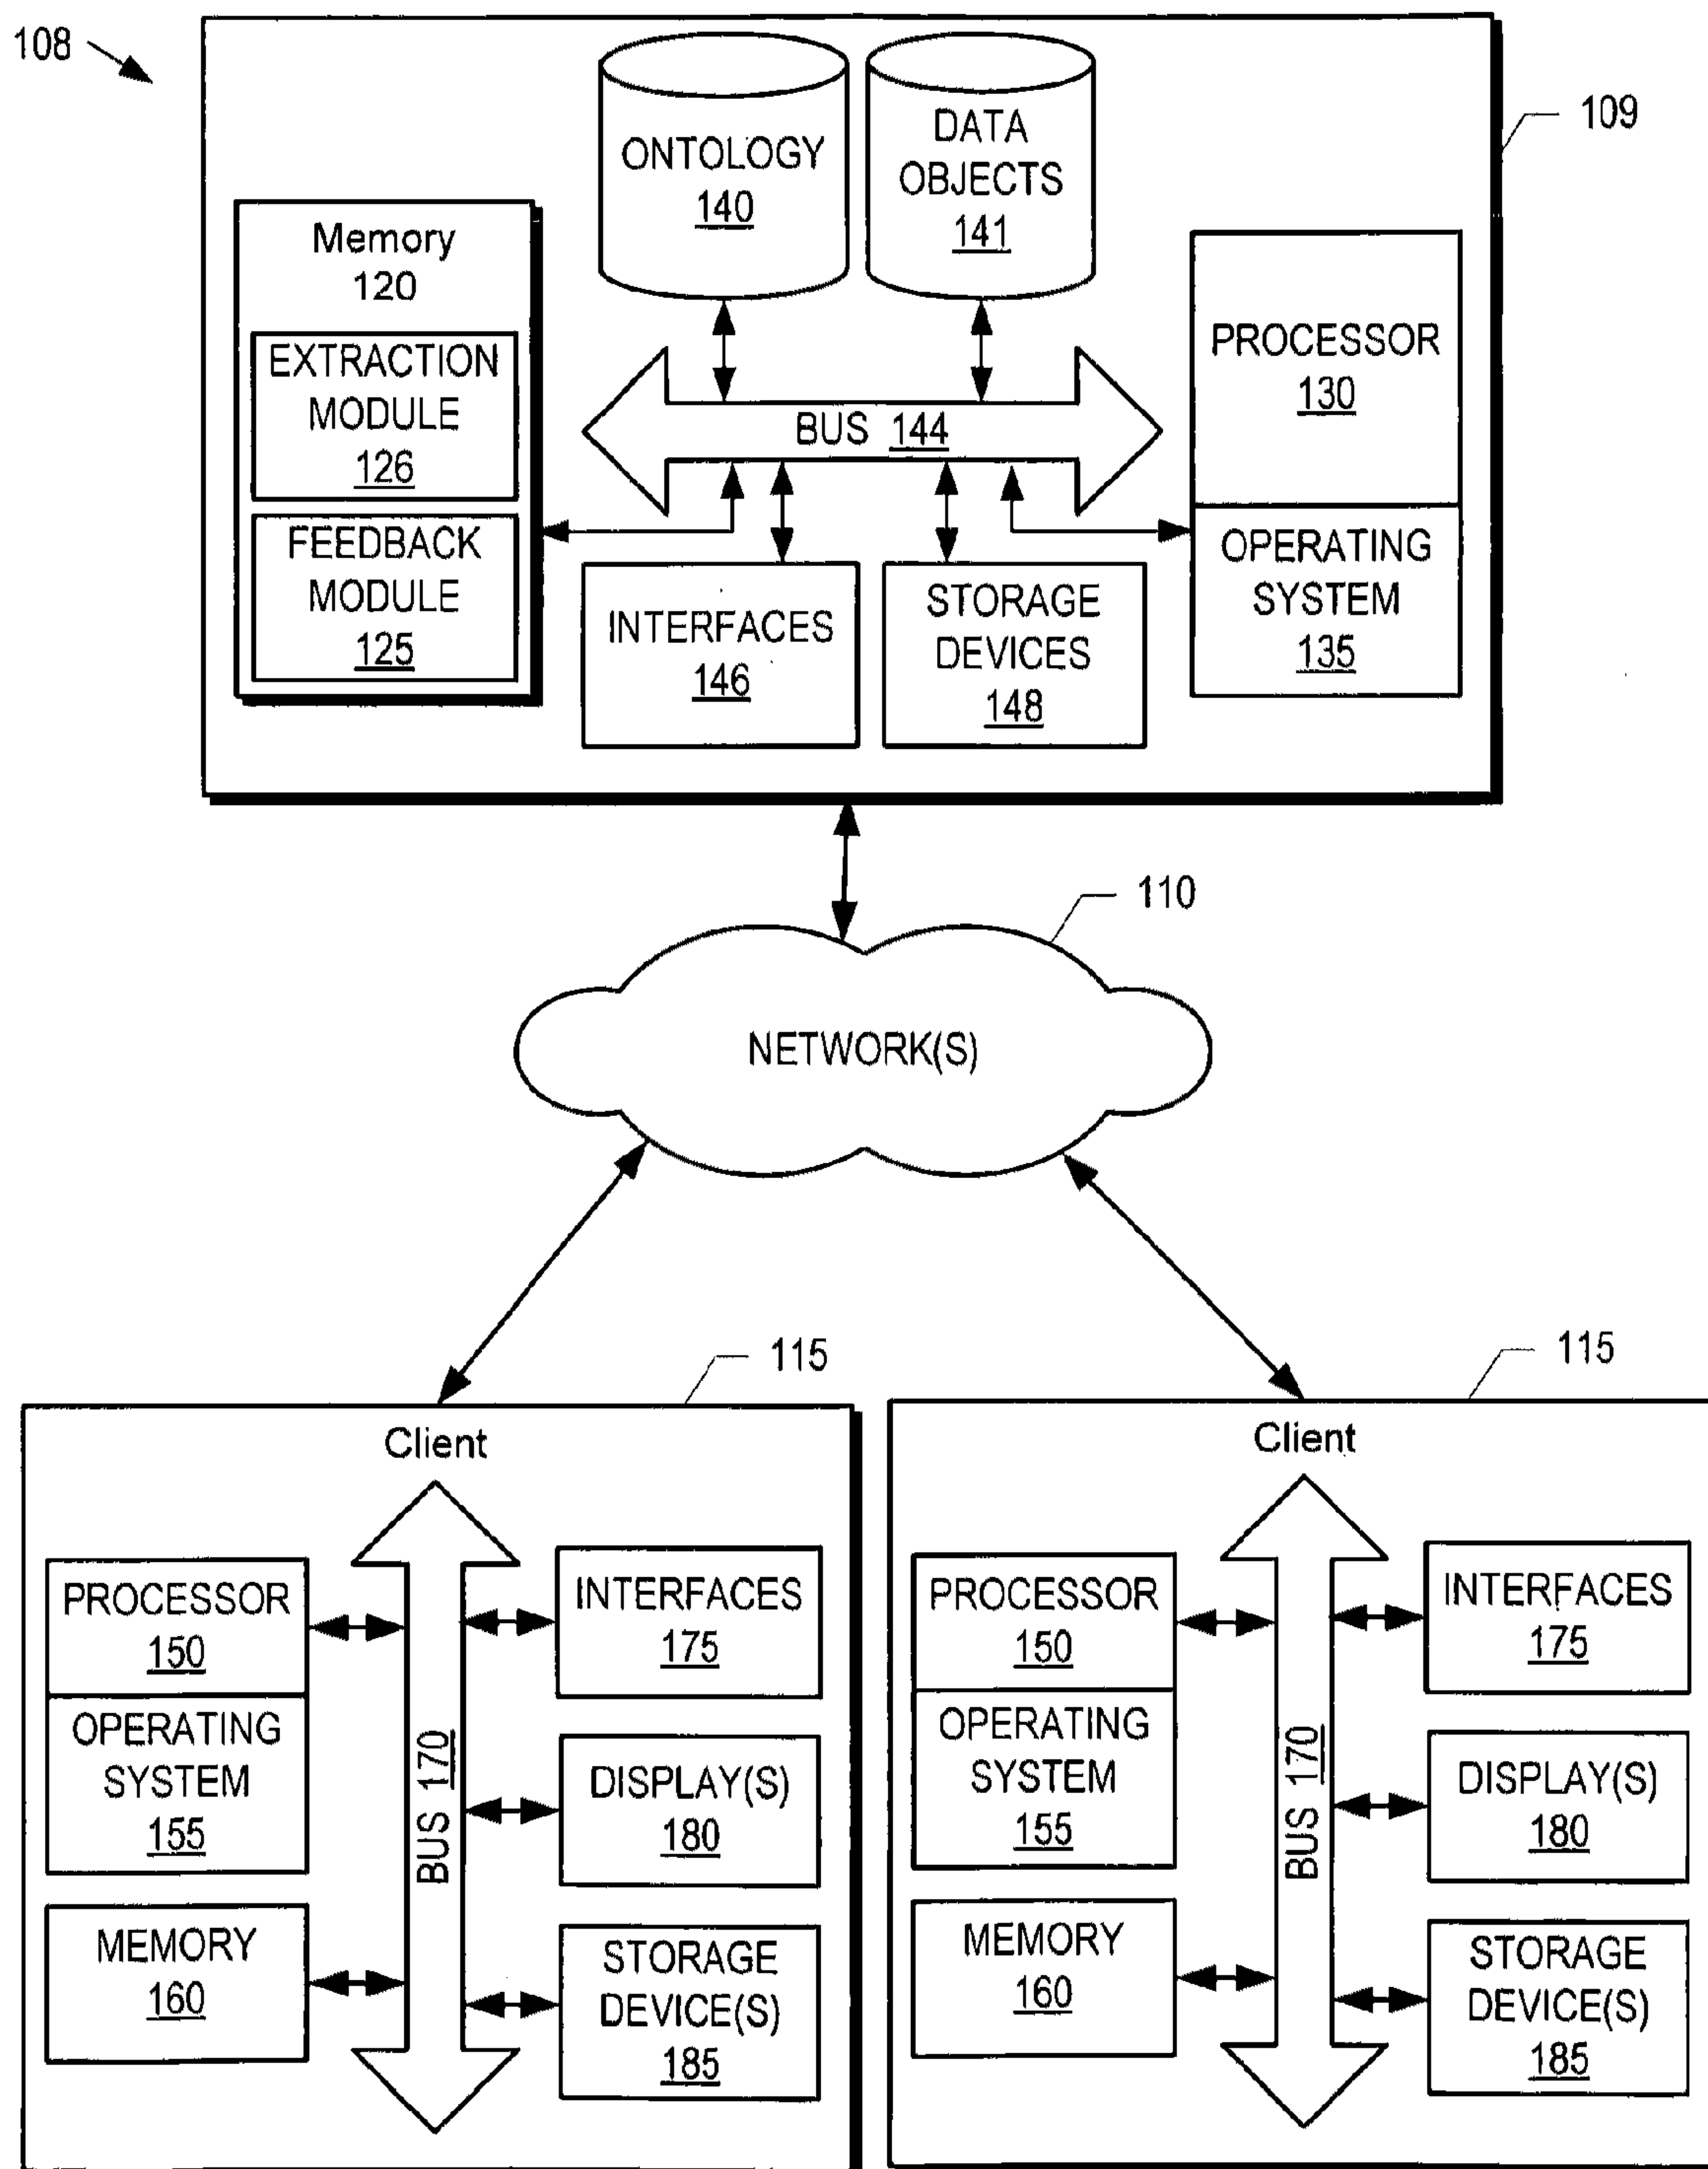 108
109
ONTOLOGY
140
DATA
OBJECTS
141
Memory
120
EXTRACTION
MODULE
126
FEEDBACK
MODULE
125
BUS 144
PROCESSOR
130
OPERATING
SYSTEM
135
INTERFACES
146
STORAGE
DEVICES
148
110
NETWORK(S)
115
Client
PROCESSOR
150
OPERATING
SYSTEM
155
MEMORY
160
BUS 170
INTERFACES
175
DISPLAY(S)
180
STORAGE
DEVICE(S)
185
115
Client
PROCESSOR
150
OPERATING
SYSTEM
155
MEMORY
160
BUS 170
INTERFACES
175
DISPLAY(S)
180
STORAGE
DEVICE(S)
185